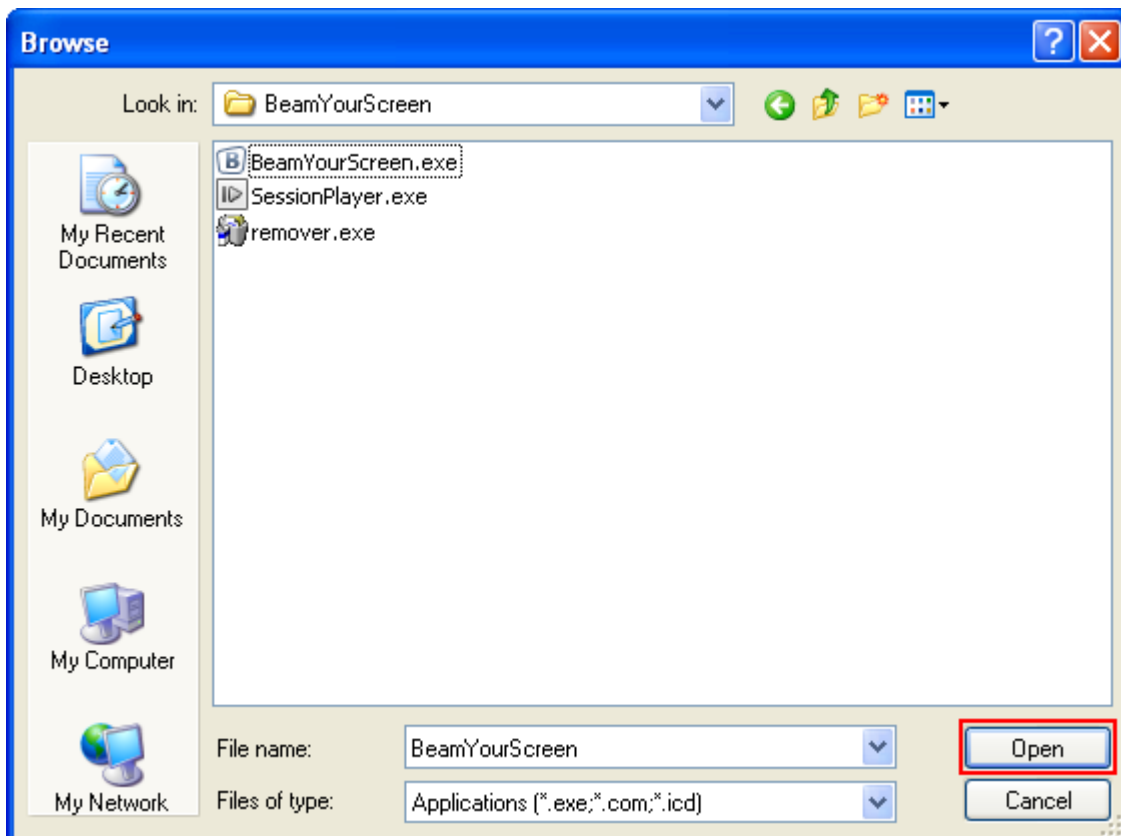 Browse
Look in: BeamYourScreen
BeamYourScreen.exe
SessionPlayer.exe
remover.exe
My Recent
Documents
Desktop
My Documents
My Computer
My Network
File name: BeamYourScreen Open
Files of type: Applications (*.exe;*.com;*.icd) Cancel